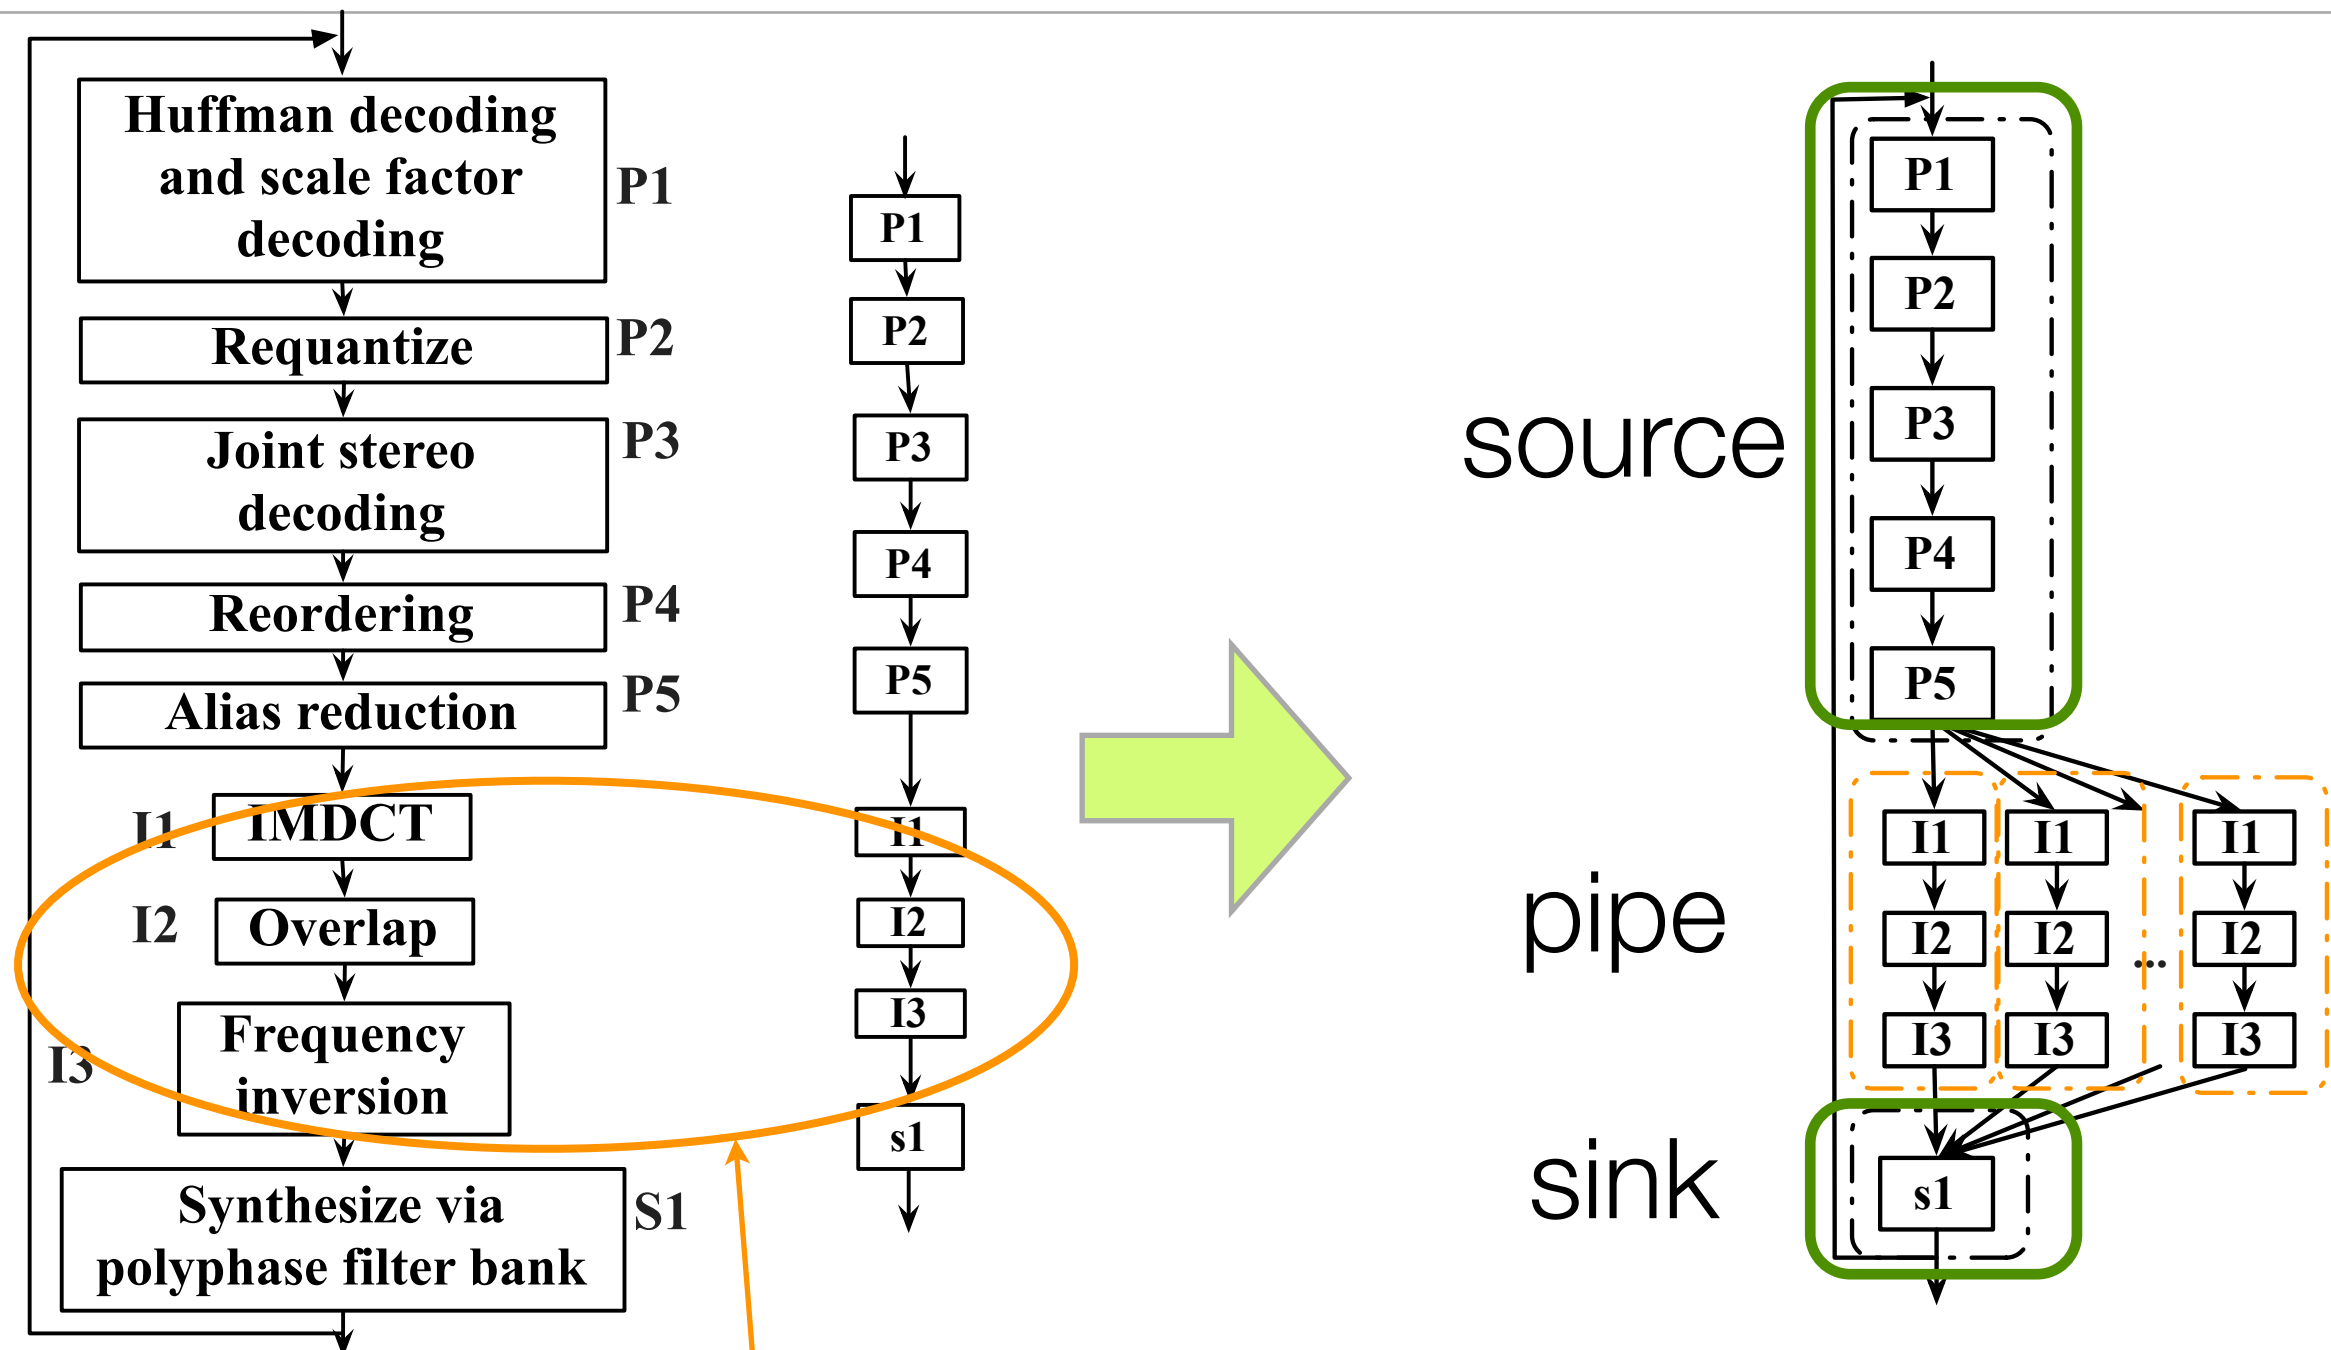 Huffman decoding
and scale factor
decoding
P1
Requantize
P2
Joint stereo
decoding
P3
Reordering
P4
Alias reduction
P5
I1
IMDCT
I2
Overlap
I3
Frequency
inversion
Synthesize via
polyphase filter bank
S1
P1
P2
P3
P4
P5
I1
I2
I3
s1
source
P1
P2
P3
P4
P5
pipe
I1
I2
I3
I1
I2
I3
...
I1
I2
I3
sink
s1